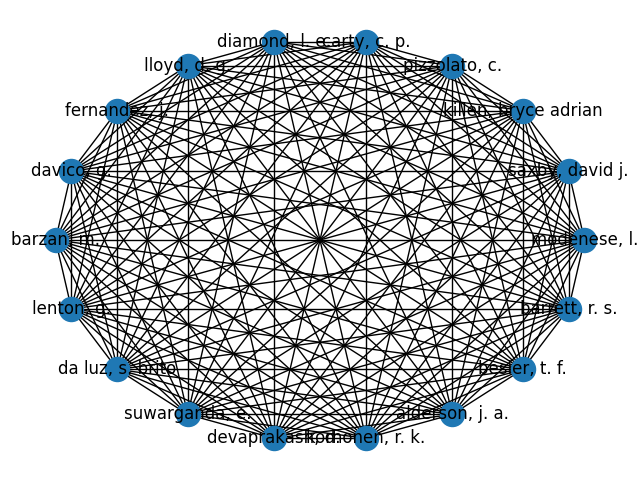 diamond, l. e.
carty, c. p.
lloyd, d. g.
pizzolato, c.
fernandez, j.
killen, bryce adrian
davico, g.
saxby, david j.
barzan, m.
modenese, l.
lenton, g.
barrett, r. s.
da luz, s. brito
besier, t. f.
suwarganda, e.
alderson, j. a.
devaprakash, d.
korhonen, r. k.